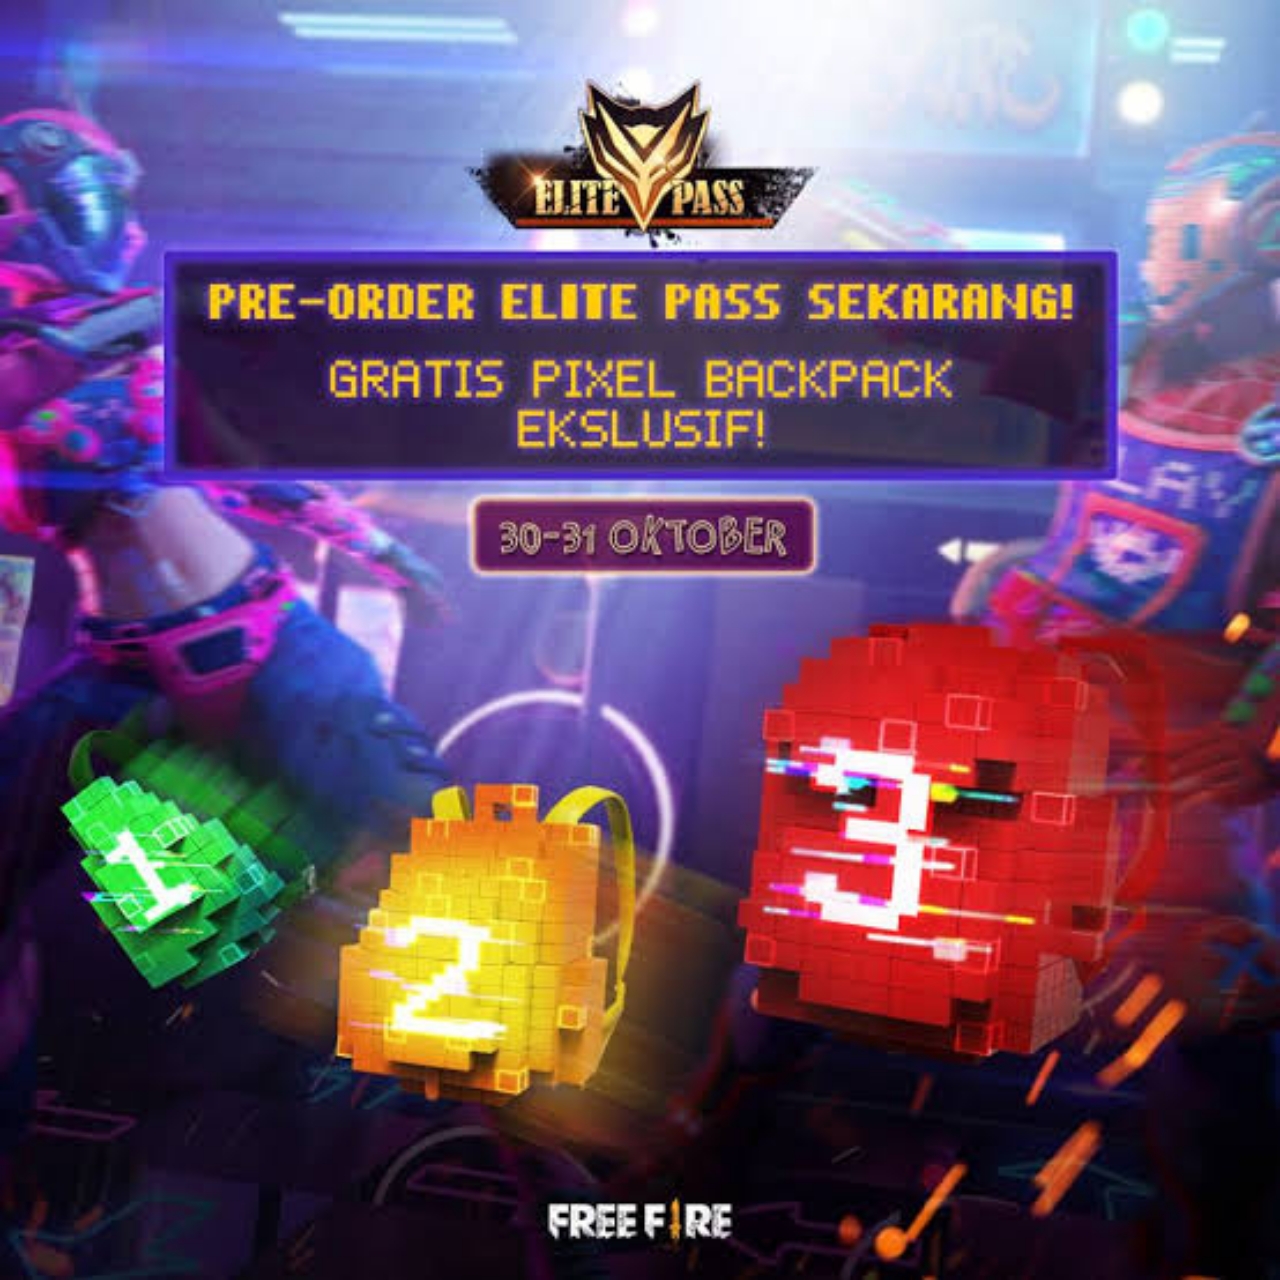 ELITE PASS
PRE-ORDER ELITE PASS SEKARANG!
GRATIS PIXEL BACKPACK
EKSLUSIF!
30-31 OKTOBER
LAY
1
2
3
FREE FIRE